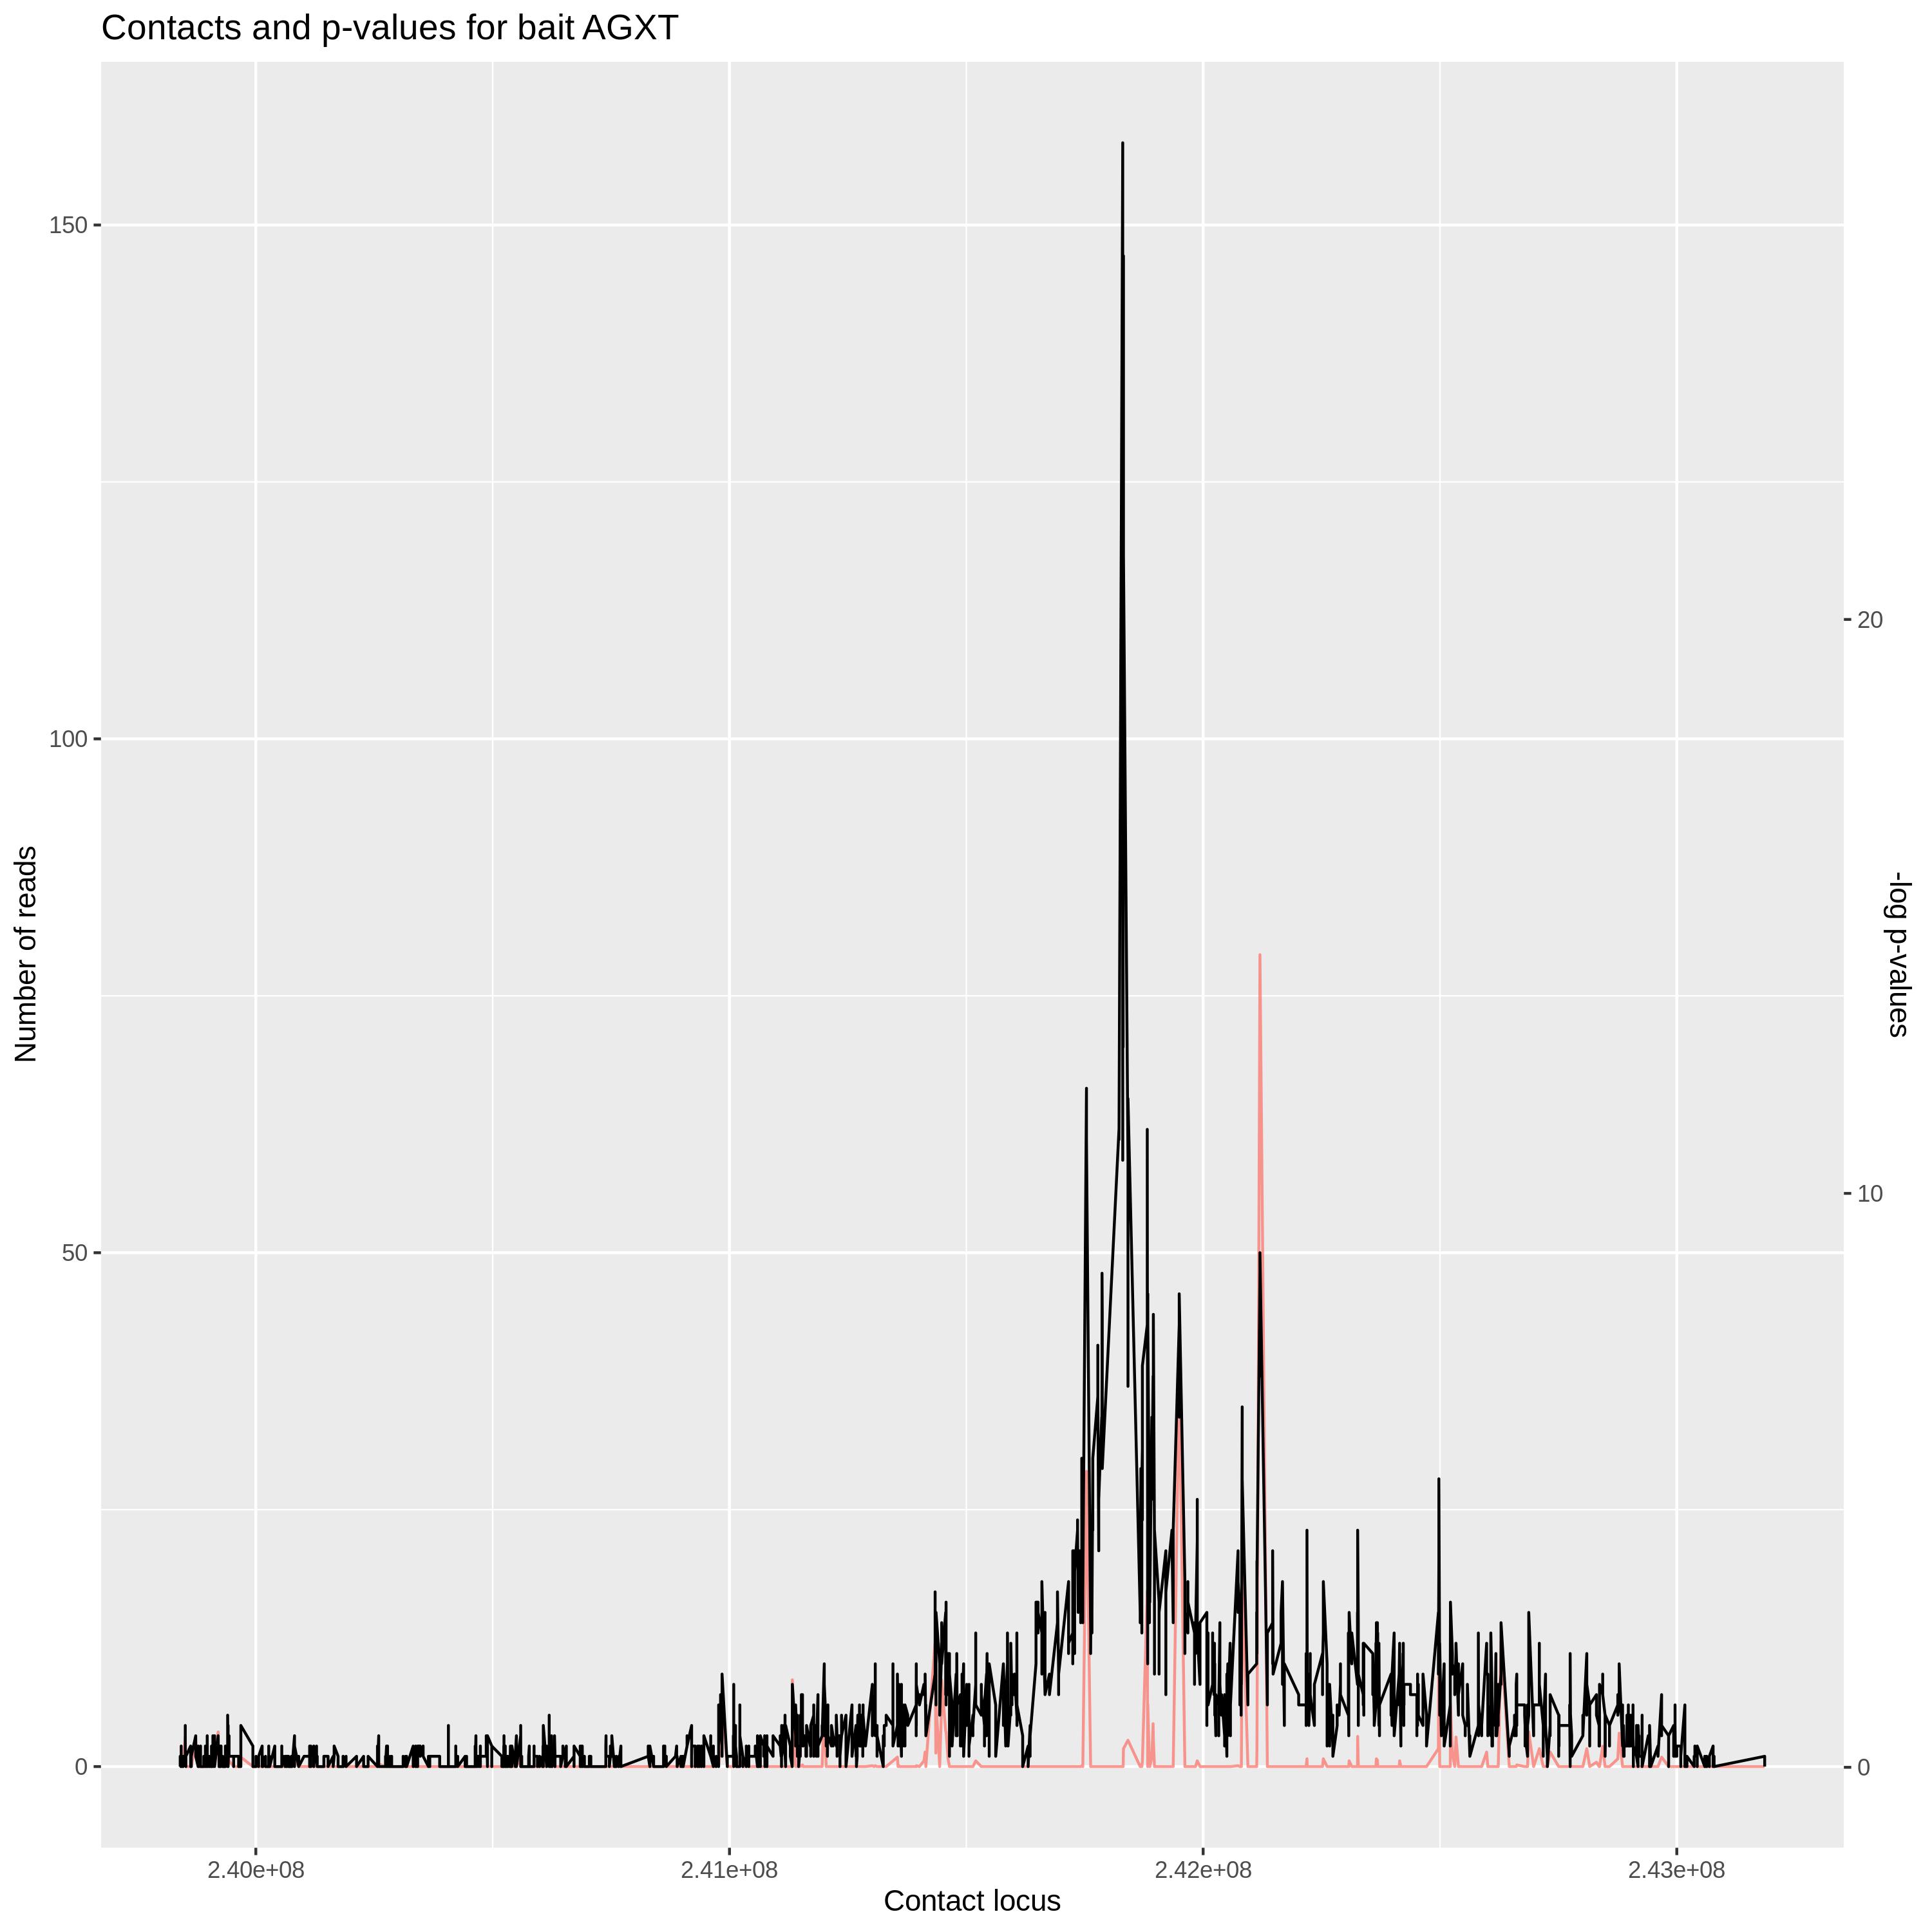 Contacts and p-values for bait AGXT
150
100
50
0
Number of reads
20
10
0
-log p-values
2.40e+08
2.41e+08
2.42e+08
2.43e+08
Contact locus